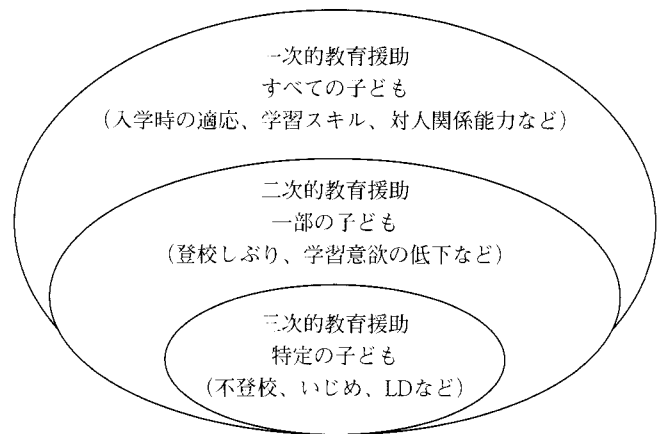 一次的教育援助
すべての子ども
（入学時の適応、学習スキル、対人関係能力など）
二次的教育援助
一部の子ども
（登校しぶり、学習意欲の低下など）
三次的教育援助
特定の子ども
（不登校、いじめ、LDなど）